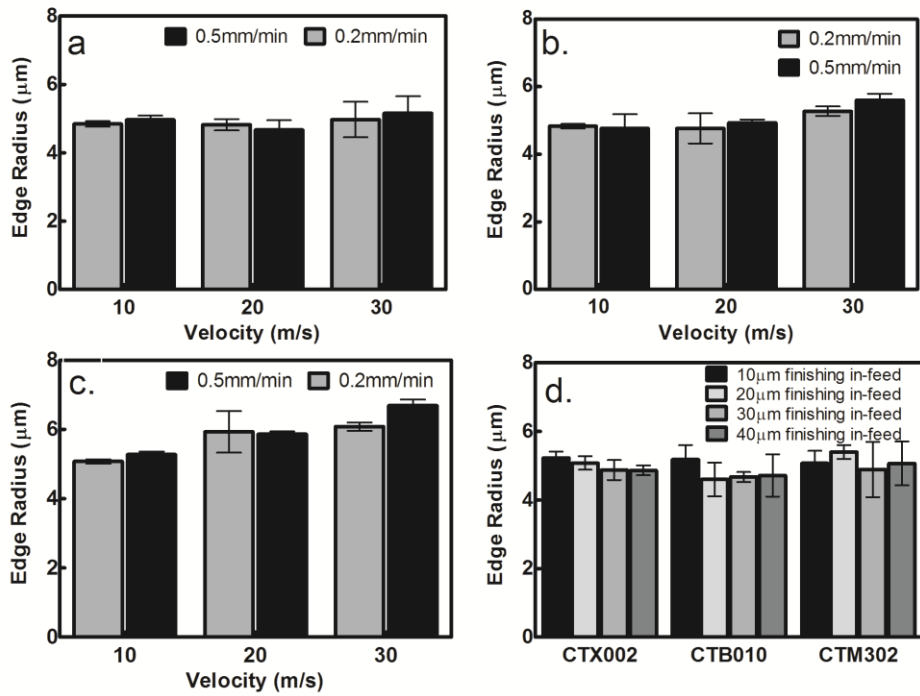 a
0.5mm/min 0.2mm/min
Edge Radius (μm)
8
6
4
2
0
10 20 30
Velocity (m/s)
b.
0.2mm/min
0.5mm/min
Edge Radius (μm)
8
6
4
2
0
10 20 30
Velocity (m/s)
c.
0.5mm/min 0.2mm/min
Edge Radius (μm)
8
6
4
2
0
10 20 30
Velocity (m/s)
d.
10μm finishing in-feed
20μm finishing in-feed
30μm finishing in-feed
40μm finishing in-feed
Edge Radius (μm)
8
6
4
2
0
CTX002 CTB010 CTM302